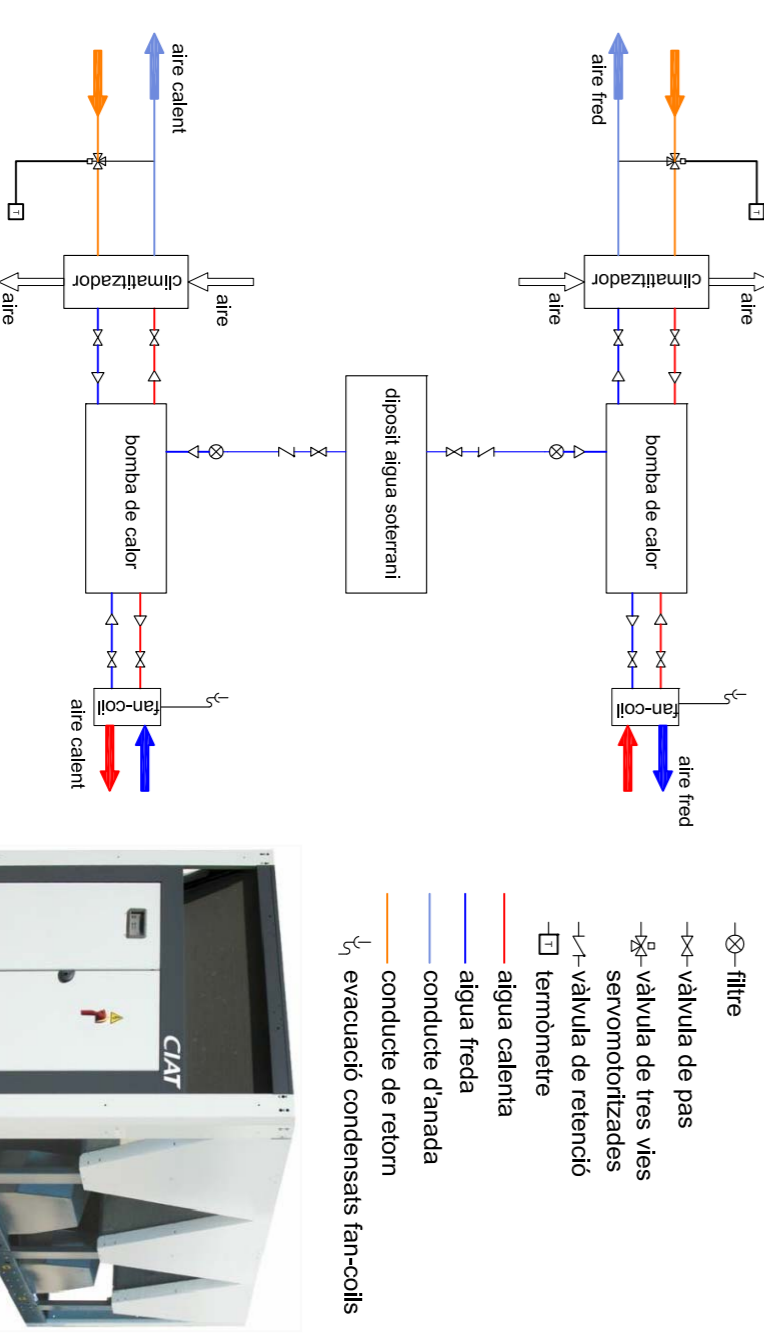 aire fred
T
climatitzador
aire
aire
bomba de calor
fan-coil
aire fred
diposit aigua soterrani
aire calent
T
climatitzador
aire
aire
bomba de calor
fan-coil
aire calent
filtre
vàlvula de pas
vàlvula de tres vies
servomotoritzades
vàlvula de retenció
T
termòmetre
aigua calenta
aigua freda
conducte d'anada
conducte de retorn
evacuació condensats fan-coils
CIAT